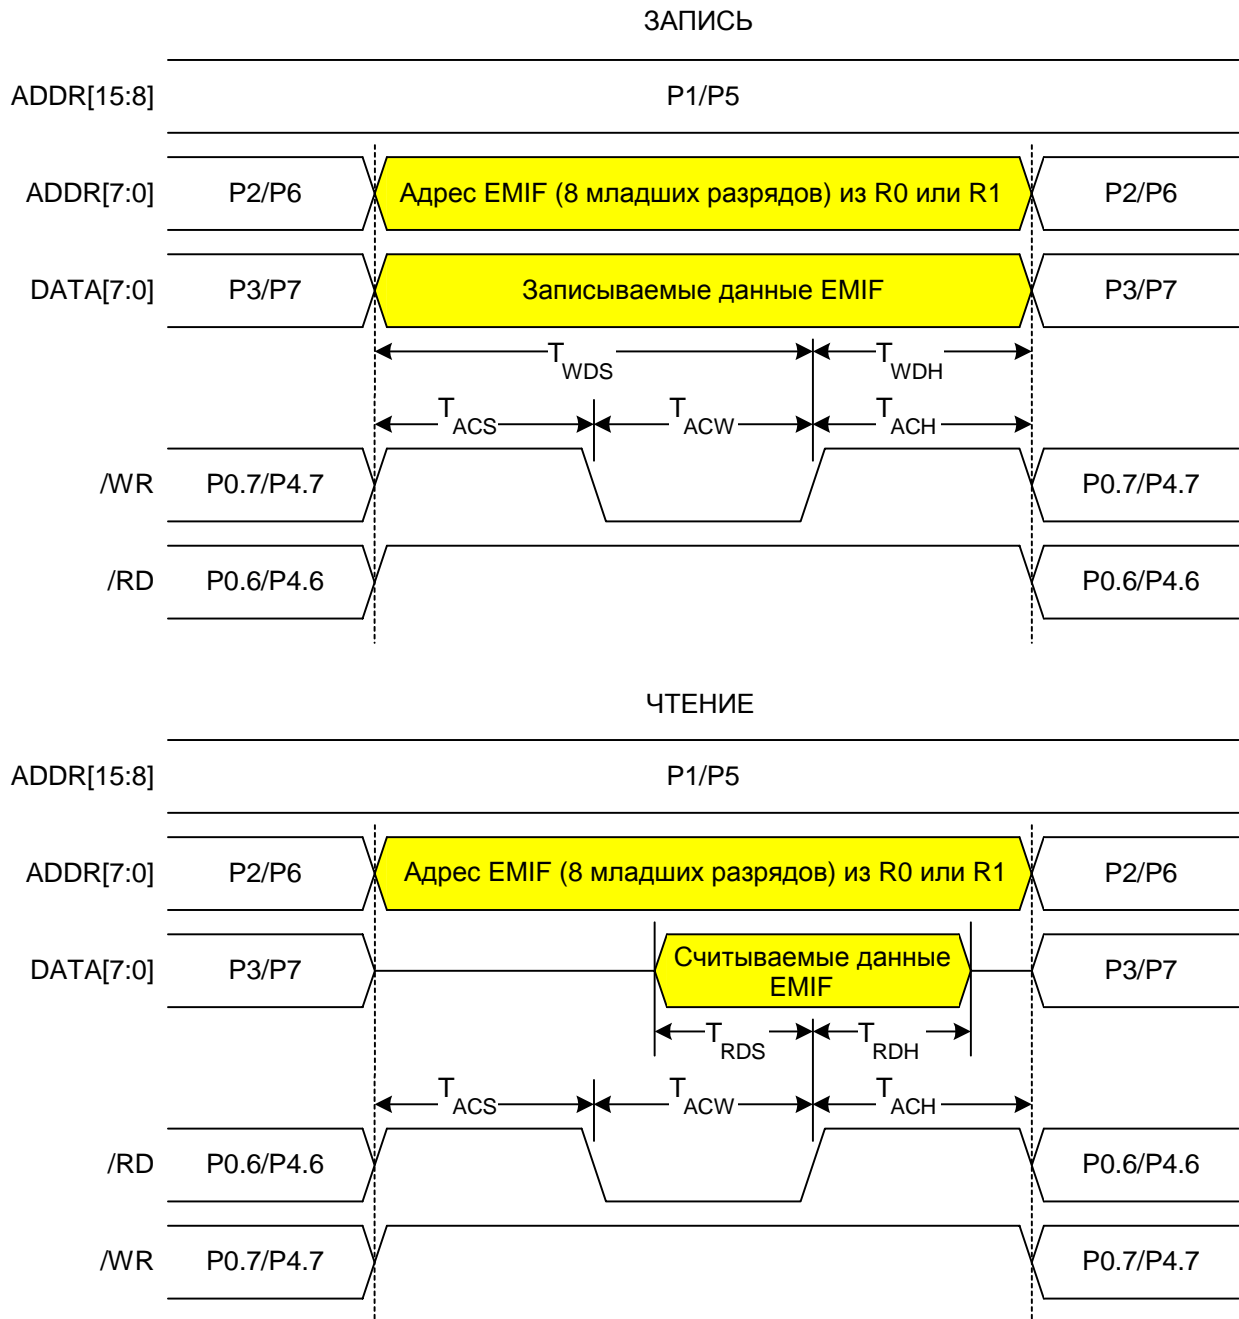 ЗАПИСЬ
ADDR[15:8] P1/P5
ADDR[7:0] P2/P6 Адрес EMIF (8 младших разрядов) из R0 или R1 P2/P6
DATA[7:0] P3/P7 Записываемые данные EMIF P3/P7
TWDS TWDH
TACS TACW TACH
/WR P0.7/P4.7 P0.7/P4.7
/RD P0.6/P4.6 P0.6/P4.6
ЧТЕНИЕ
ADDR[15:8] P1/P5
ADDR[7:0] P2/P6 Адрес EMIF (8 младших разрядов) из R0 или R1 P2/P6
DATA[7:0] P3/P7 Считываемые данные
EMIF P3/P7
TRDS TRDH
TACS TACW TACH
/RD P0.6/P4.6 P0.6/P4.6
/WR P0.7/P4.7 P0.7/P4.7